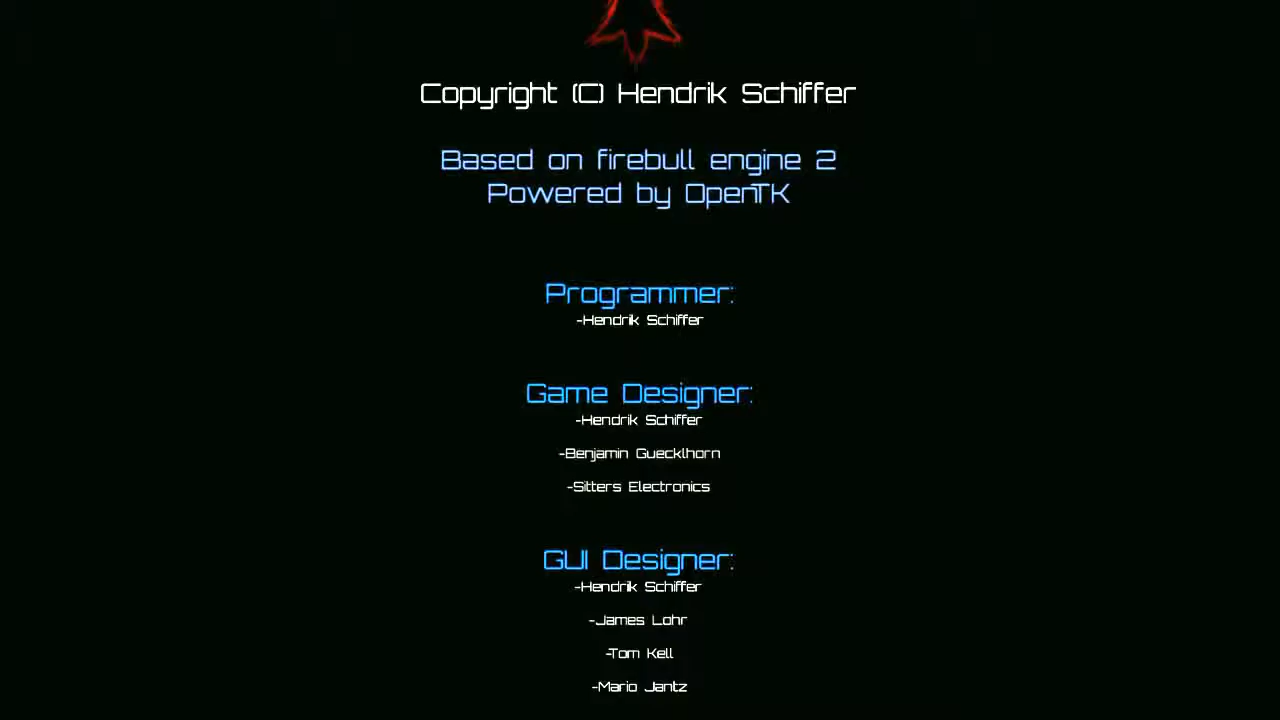 Copyright (C) Hendrik Schiffer
Based on firebull engine 2
Powered by OpenTK
Programmer:
-Hendrik Schiffer
Game Designer:
-Hendrik Schiffer
-Benjamin Guecklhorn
-Sitters Electronics
GUI Designer:
-Hendrik Schiffer
-James Lohr
-Tom Kell
-Mario Jantz